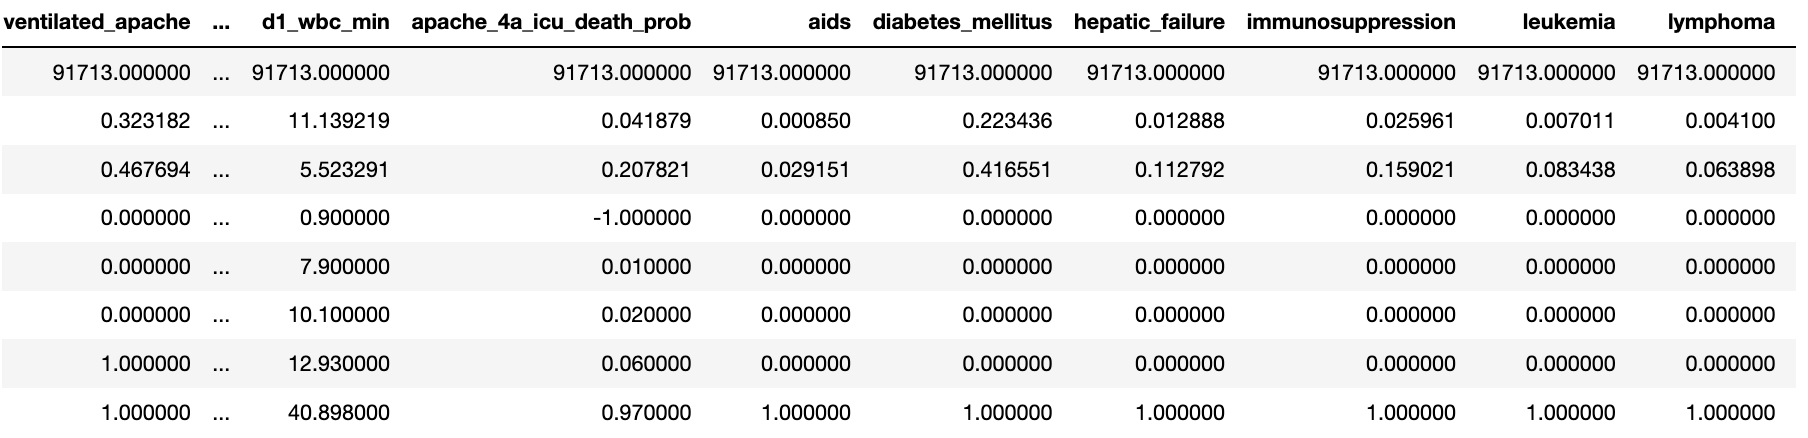 ventilated_apache ... d1_wbc_min apache_4a_icu_death_prob aids diabetes_mellitus hepatic_failure immunosuppression leukemia lymphoma
91713.000000 ... 91713.000000 91713.000000 91713.000000 91713.000000 91713.000000 91713.000000 91713.000000 91713.000000
0.323182 ... 11.139219 0.041879 0.000850 0.223436 0.012888 0.025961 0.007011 0.004100
0.467694 ... 5.523291 0.207821 0.029151 0.416551 0.112792 0.159021 0.083438 0.063898
0.000000 ... 0.900000 -1.000000 0.000000 0.000000 0.000000 0.000000 0.000000 0.000000
0.000000 ... 7.900000 0.010000 0.000000 0.000000 0.000000 0.000000 0.000000 0.000000
0.000000 ... 10.100000 0.020000 0.000000 0.000000 0.000000 0.000000 0.000000 0.000000
1.000000 ... 12.930000 0.060000 0.000000 0.000000 0.000000 0.000000 0.000000 0.000000
1.000000 ... 40.898000 0.970000 1.000000 1.000000 1.000000 1.000000 1.000000 1.000000